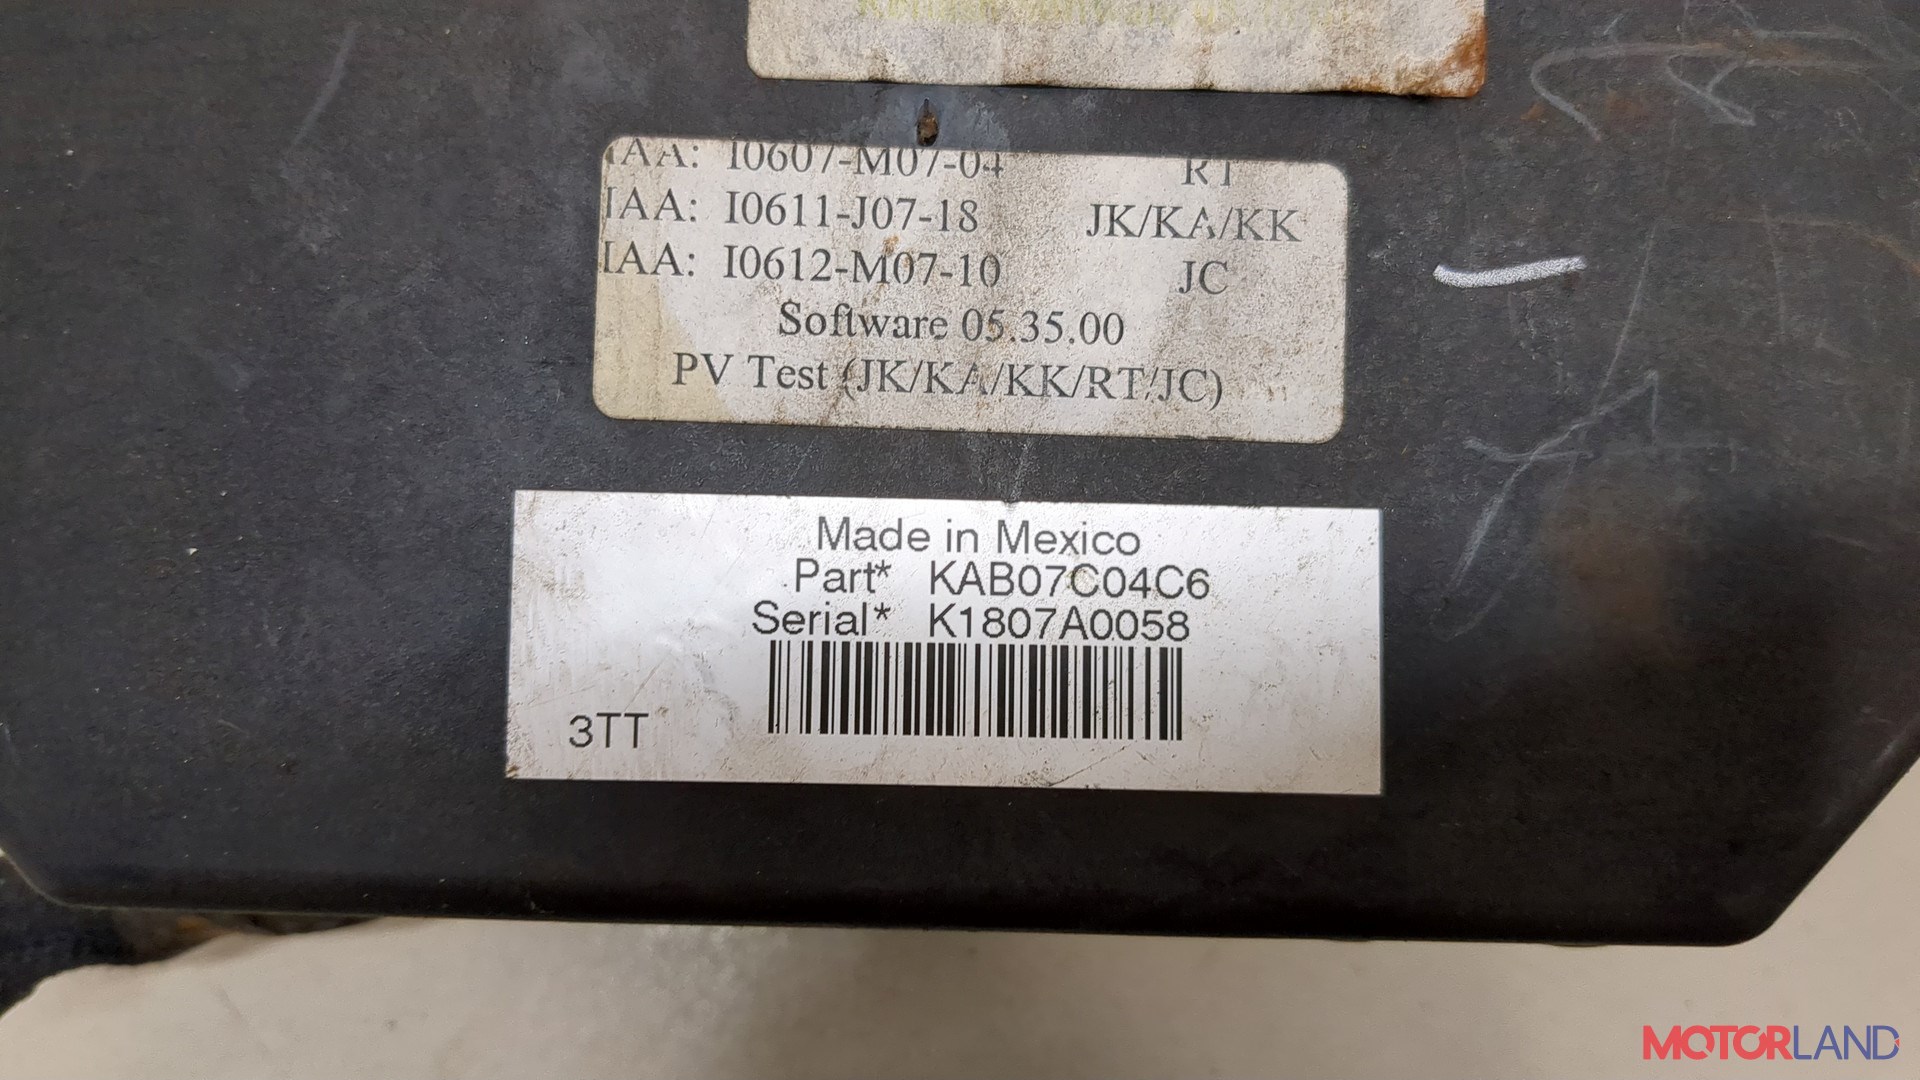 IAA: I0607-M07-04 RT
IAA: I0611-J07-18 JK/KA/KK
IAA: I0612-M07-10 JC
Software 05.35.00
PV Test (JK/KA/KK/RT/JC)
Made in Mexico
Part* KAB07C04C6
Serial* K1807A0058
3TT
MOTORLAND